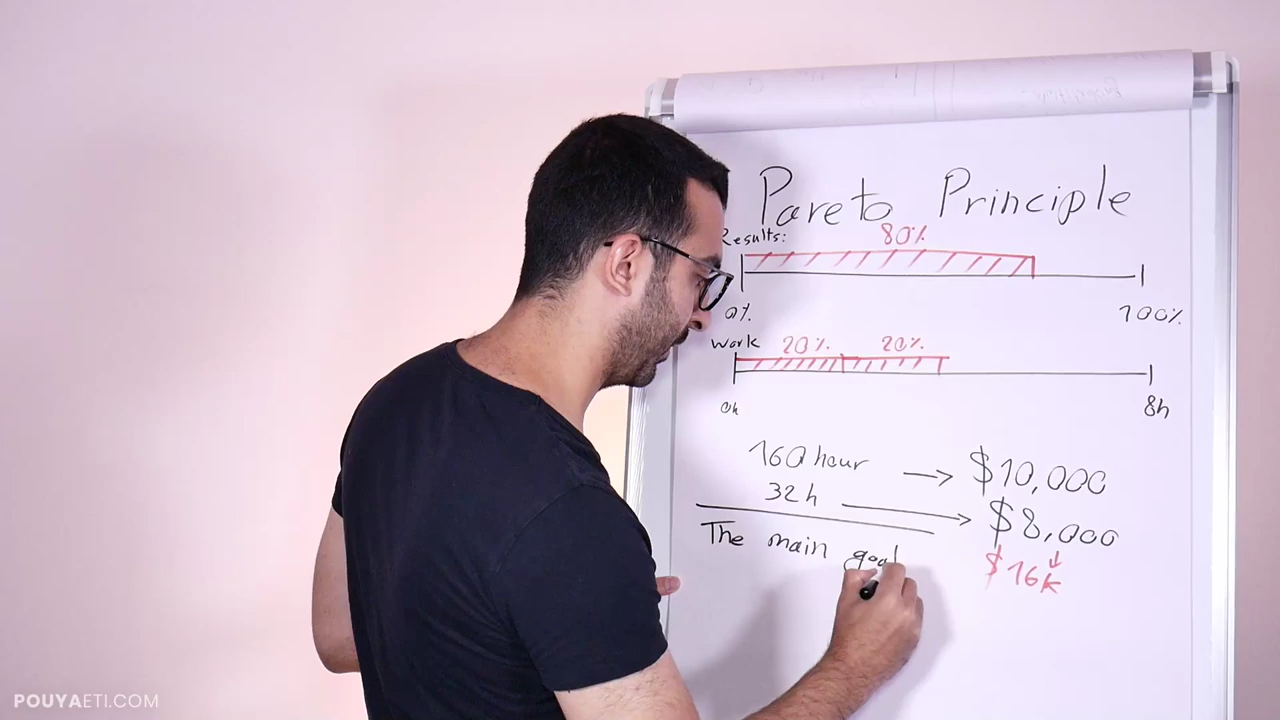 Pareto Principle
Results:
80%
0%
100%
Work
20%
20%
0h
8h
160 hour → $10,000
32h → $8,000
$16k
The main goal
POUYAETI.COM